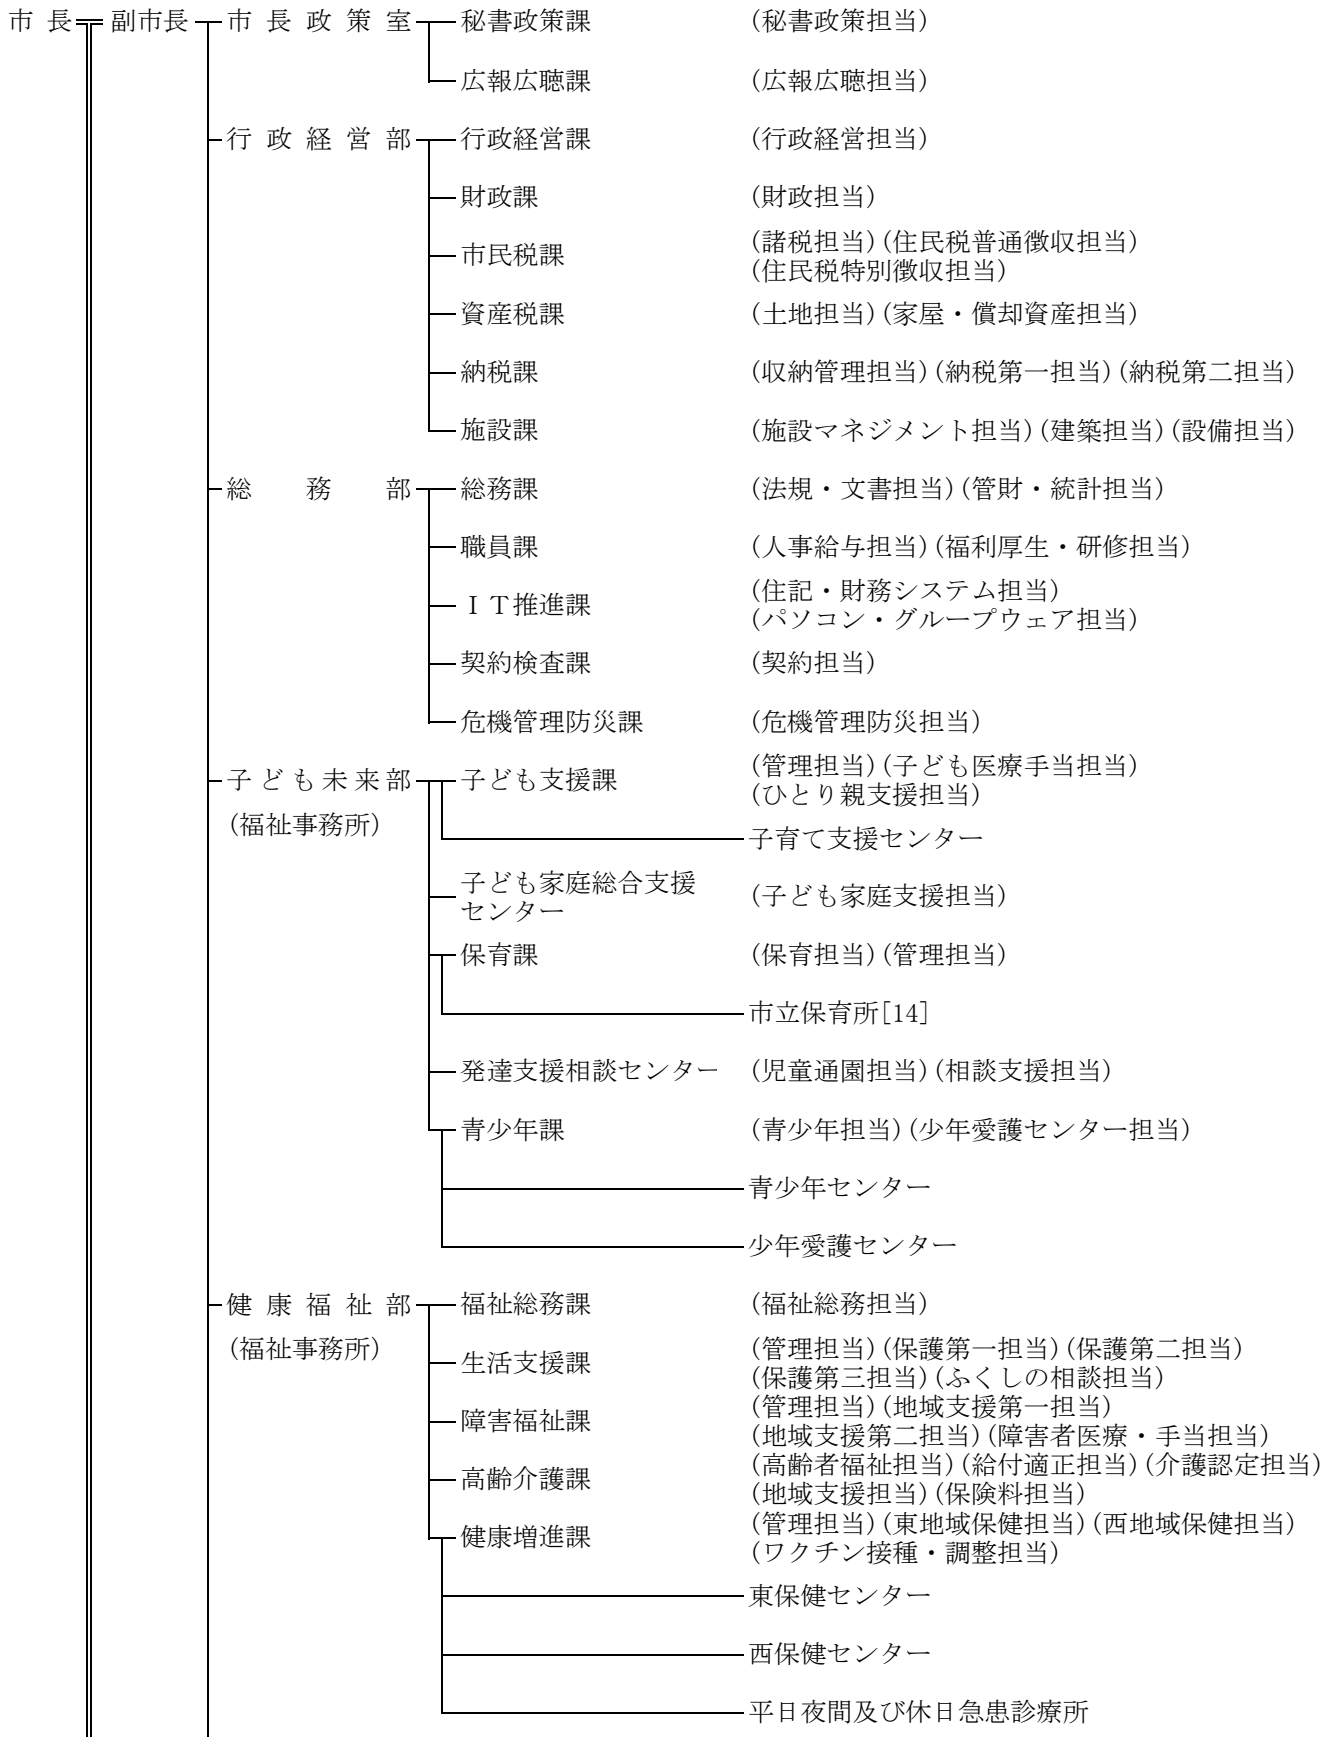 市長 副市長 市長政策室 秘書政策課 (秘書政策担当)
広報広聴課 (広報広聴担当)
行政経営部 行政経営課 (行政経営担当)
財政課 (財政担当)
市民税課 (諸税担当)(住民税普通徴収担当)
(住民税特別徴収担当)
資産税課 (土地担当)(家屋・償却資産担当)
納税課 (収納管理担当)(納税第一担当)(納税第二担当)
施設課 (施設マネジメント担当)(建築担当)(設備担当)
総務部 総務課 (法規・文書担当)(管財・統計担当)
職員課 (人事給与担当)(福利厚生・研修担当)
ＩＴ推進課 (住記・財務システム担当)
(パソコン・グループウェア担当)
契約検査課 (契約担当)
危機管理防災課 (危機管理防災担当)
子ども未来部 子ども支援課 (管理担当)(子ども医療手当担当)
(ひとり親支援担当)
(福祉事務所)
子育て支援センター
子ども家庭総合支援
センター (子ども家庭支援担当)
保育課 (保育担当)(管理担当)
市立保育所[14]
発達支援相談センター (児童通園担当)(相談支援担当)
青少年課 (青少年担当)(少年愛護センター担当)
青少年センター
少年愛護センター
健康福祉部 福祉総務課 (福祉総務担当)
(福祉事務所)
生活支援課 (管理担当)(保護第一担当)(保護第二担当)
(保護第三担当)(ふくしの相談担当)
障害福祉課 (管理担当)(地域支援第一担当)
(地域支援第二担当)(障害者医療・手当担当)
高齢介護課 (高齢者福祉担当)(給付適正担当)(介護認定担当)
(地域支援担当)(保険料担当)
健康増進課 (管理担当)(東地域保健担当)(西地域保健担当)
(ワクチン接種・調整担当)
東保健センター
西保健センター
平日夜間及び休日急患診療所